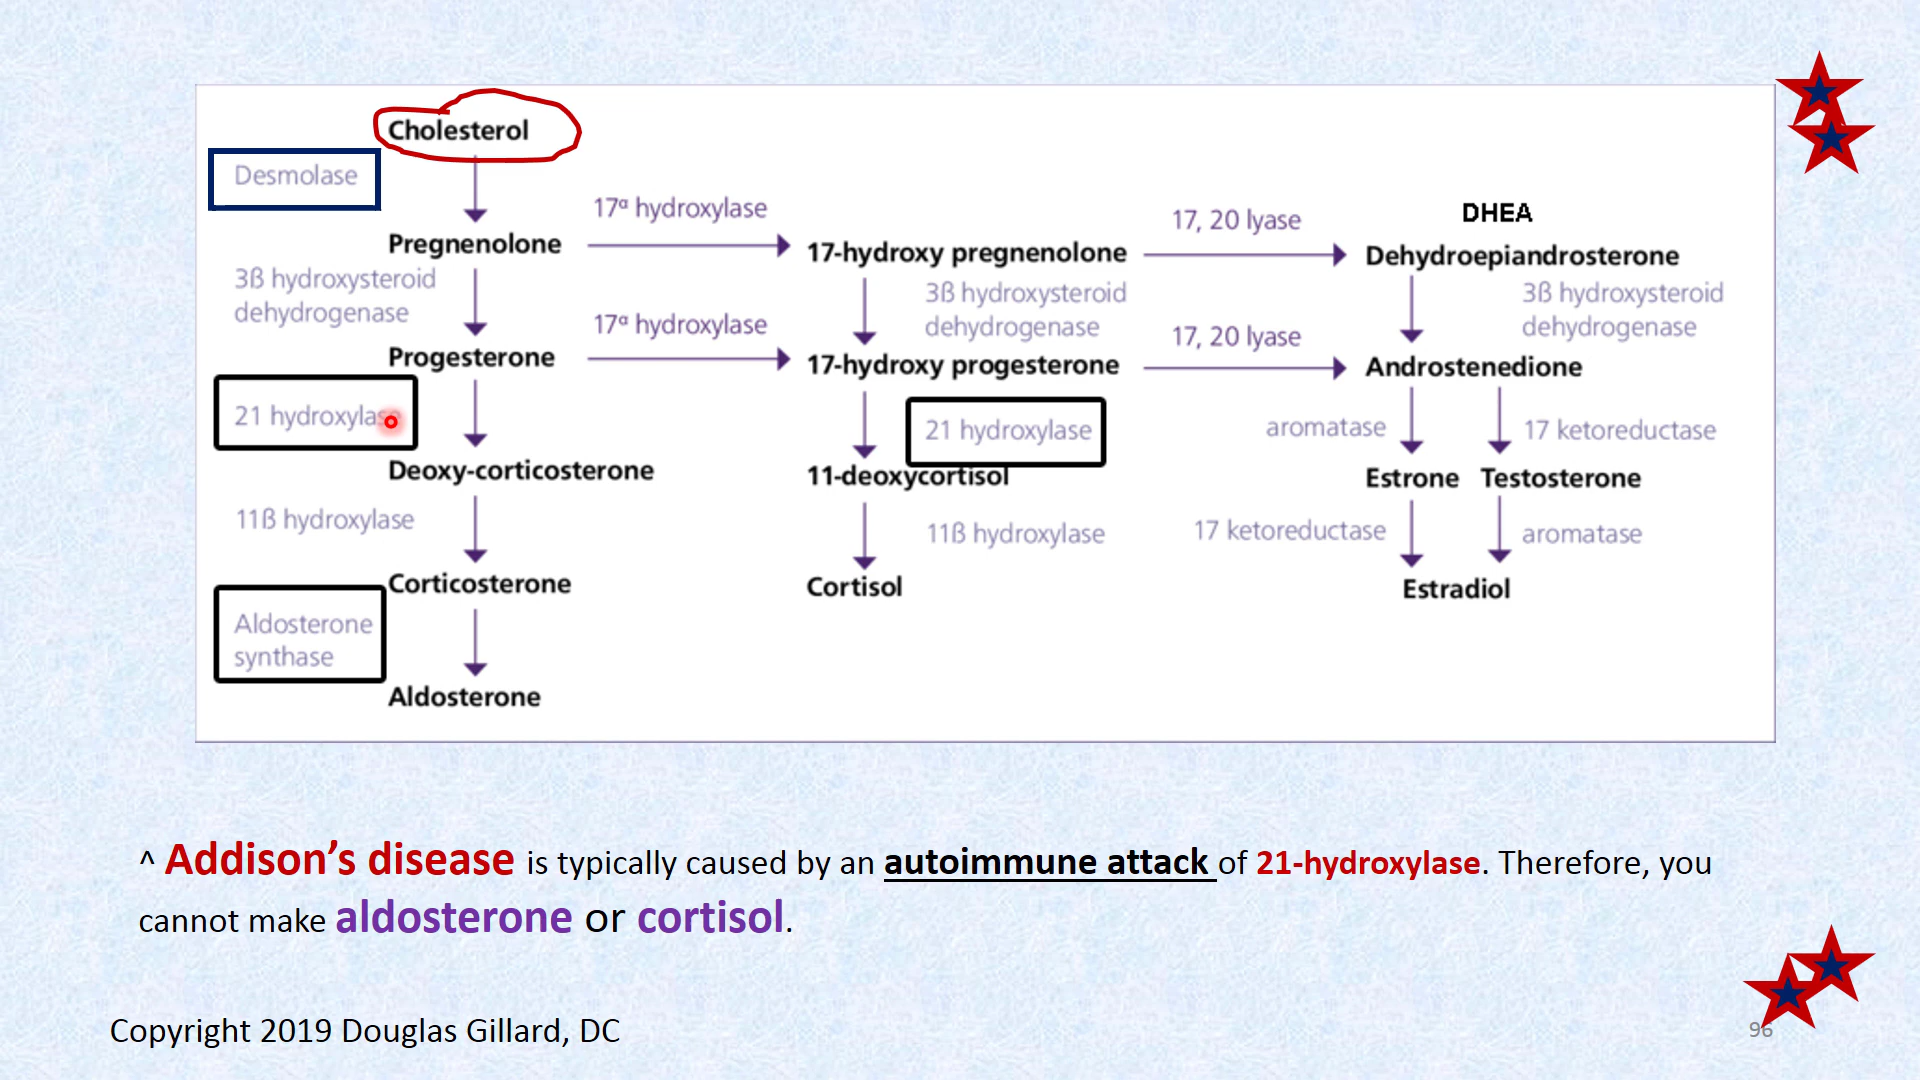 Cholesterol
Desmolase
17α hydroxylase
17, 20 lyase
DHEA
Pregnenolone
17-hydroxy pregnenolone
Dehydroepiandrosterone
3ß hydroxysteroid
dehydrogenase
3ß hydroxysteroid
dehydrogenase
3ß hydroxysteroid
dehydrogenase
17α hydroxylase
17, 20 lyase
Progesterone
17-hydroxy progesterone
Androstenedione
21 hydroxylase
21 hydroxylase
aromatase
17 ketoreductase
Deoxy-corticosterone
11-deoxycortisol
Estrone
Testosterone
11ß hydroxylase
11ß hydroxylase
17 ketoreductase
aromatase
Corticosterone
Cortisol
Estradiol
Aldosterone
synthase
Aldosterone
^ Addison’s disease is typically caused by an autoimmune attack of 21-hydroxylase. Therefore, you
cannot make aldosterone or cortisol.
Copyright 2019 Douglas Gillard, DC
96